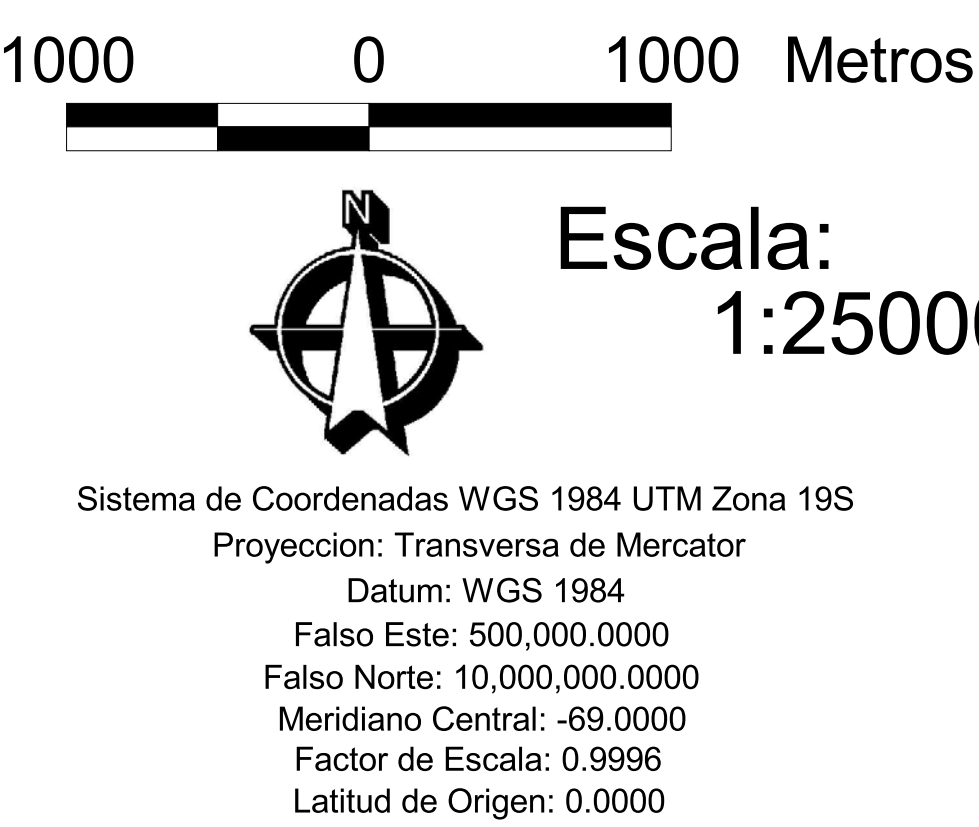 1000 0 1000 Metros
N
Escala:
1:25000
Sistema de Coordenadas WGS 1984 UTM Zona 19S
Proyeccion: Transversa de Mercator
Datum: WGS 1984
Falso Este: 500,000.0000
Falso Norte: 10,000,000.0000
Meridiano Central: -69.0000
Factor de Escala: 0.9996
Latitud de Origen: 0.0000